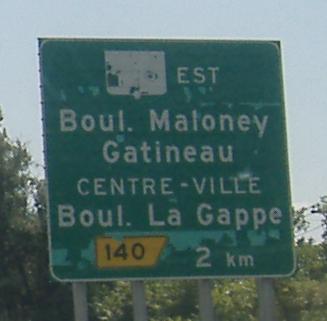 EST
Boul. Maloney
Gatineau
CENTRE-VILLE
Boul. La Gappe
140 2 km